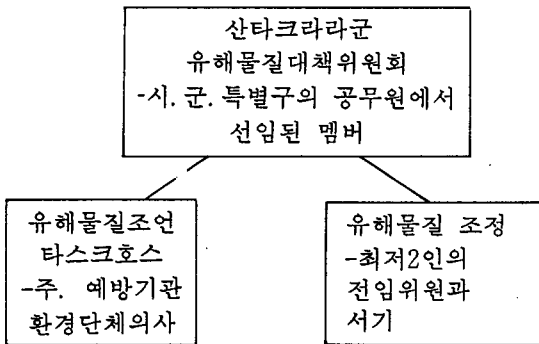 산타크라라군
유해물질대책위원회
-시. 군. 특별구의 공무원에서
선임된 멤버
유해물질조언
타스크호스
-주. 예방기관
환경단체의사
유해물질 조정
-최저2인의
전임위원과
서기